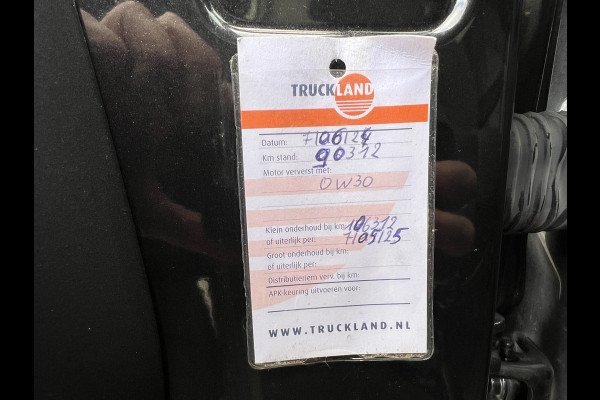 TRUCKLAND
Datum: 7/06/24
Km stand: 90312
Motor ververst met:
0W30
Klein onderhoud bij km: 106312
of uiterlijk per: 7/05/25
Groot onderhoud bij km:
of uiterlijk per:
Distributieriem verv. bij km:
APK-keuring uitvoeren voor:
WWW.TRUCKLAND.NL